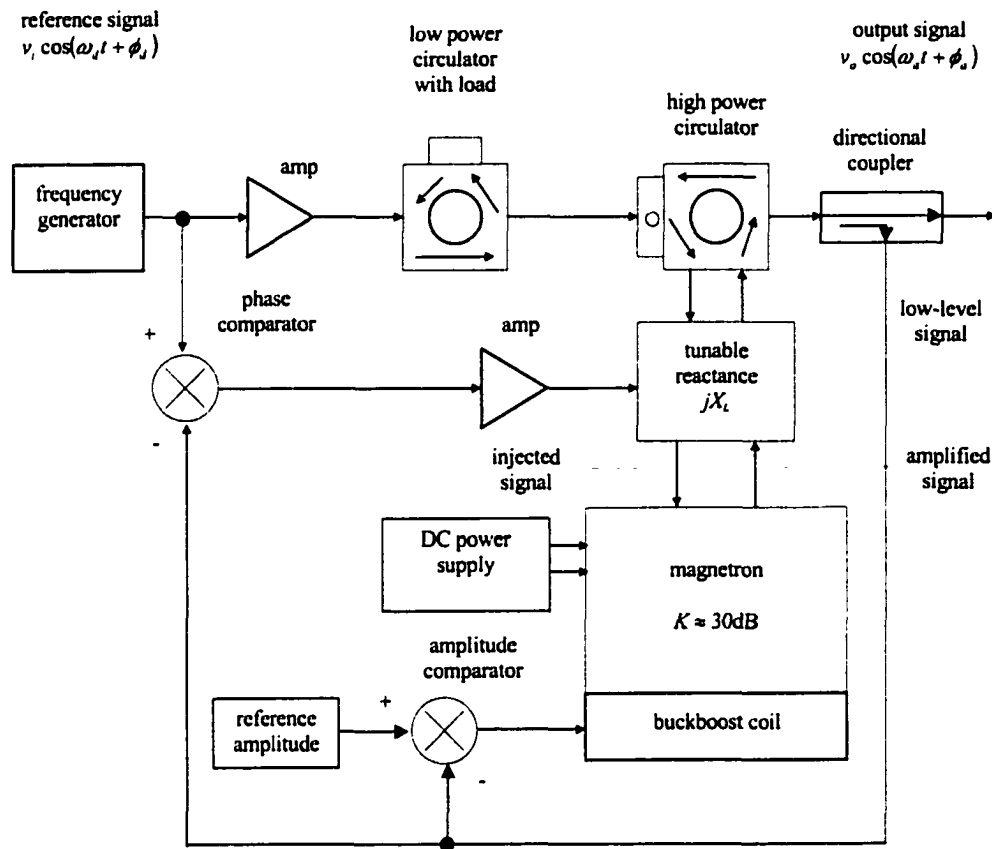 reference signal
v_i cos(ω_d t + ϕ_d)
low power
circulator
with load
output signal
v_o cos(ω_d t + ϕ_d)
high power
circulator
directional
coupler
amp
frequency
generator
phase
comparator
+
-
amp
tunable
reactance
jX_L
low-level
signal
injected
signal
amplified
signal
DC power
supply
magnetron
K ≈ 30dB
amplitude
comparator
+
-
reference
amplitude
buckboost coil